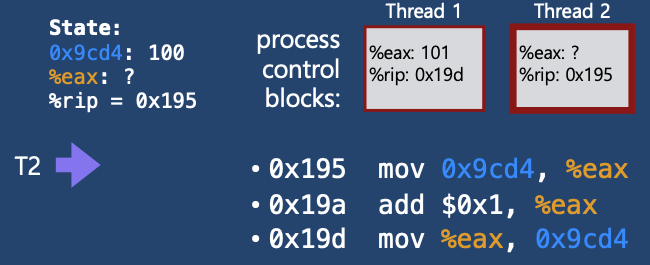 State:
0x9cd4: 100
%eax: ?
%rip = 0x195
process
control
blocks:
Thread 1
%eax: 101
%rip: 0x19d
Thread 2
%eax: ?
%rip: 0x195
T2
• 0x195 mov 0x9cd4, %eax
• 0x19a add $0x1, %eax
• 0x19d mov %eax, 0x9cd4